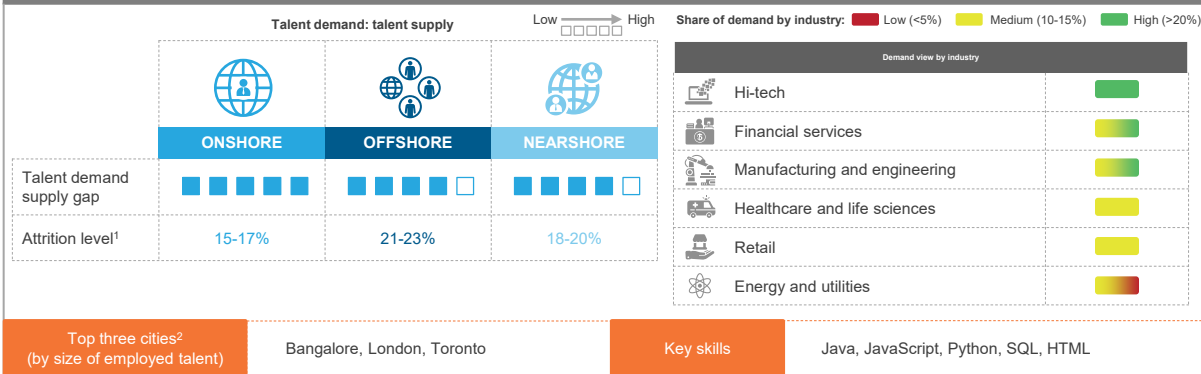 Talent demand: talent supply
Low High
ONSHORE OFFSHORE NEARSHORE
Talent demand
supply gap
Attrition level¹ 15-17% 21-23% 18-20%
Share of demand by industry: Low (<5%) Medium (10-15%) High (>20%)
Demand view by industry
Hi-tech
Financial services
Manufacturing and engineering
Healthcare and life sciences
Retail
Energy and utilities
Top three cities²
(by size of employed talent)
Bangalore, London, Toronto
Key skills
Java, JavaScript, Python, SQL, HTML